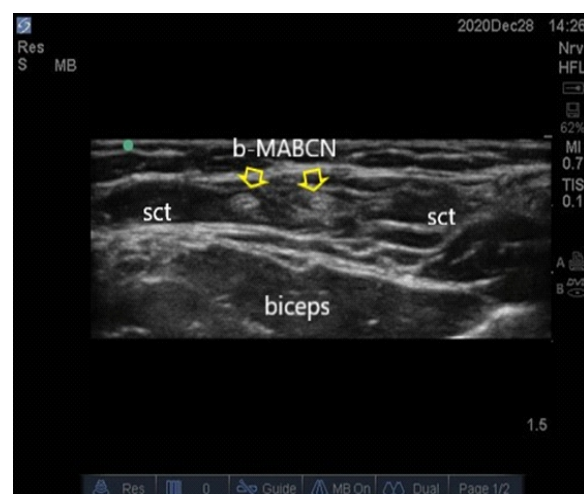 2020Dec28 14:26
Res
S MB
Nrv
HFL
62%
MI
0.7
TIS
0.1
b-MABCN
sct
sct
A
B
biceps
1.5
Res 0 Guide MB On Dual Page 1/2